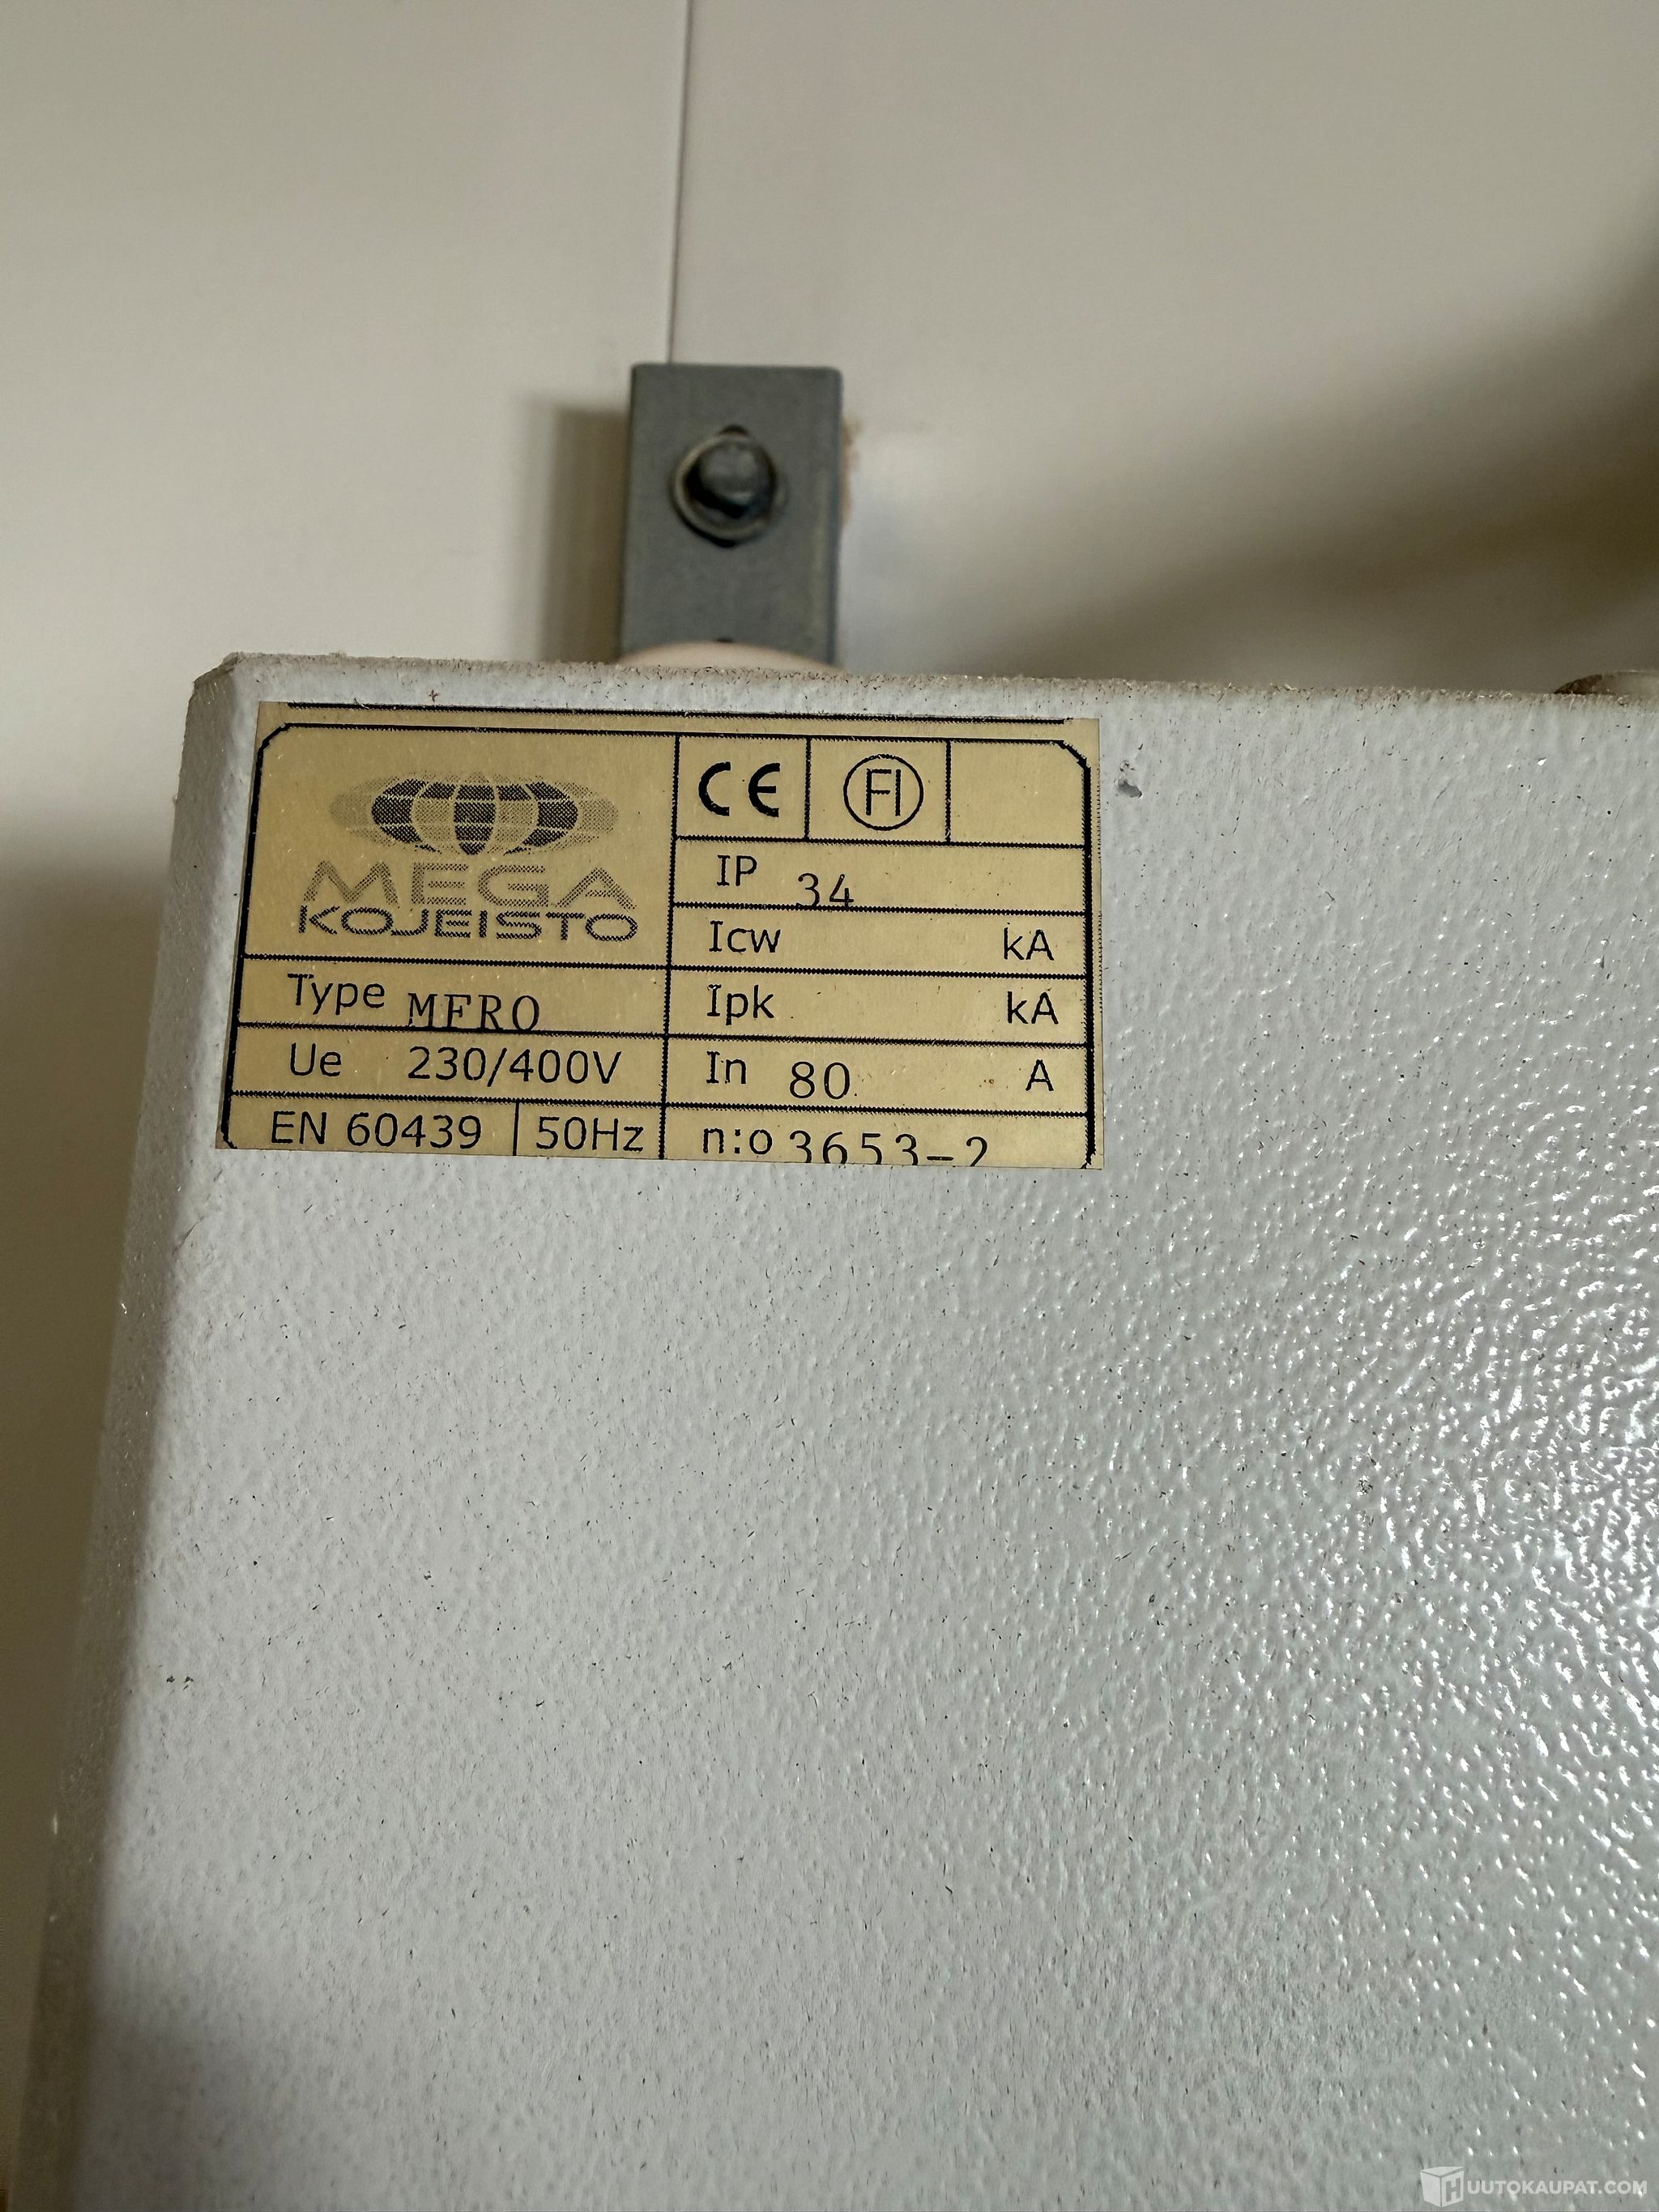 MEGA
KOJEISTO
CE FI
IP 34
Icw kA
Type MFRO
Ipk kA
Ue 230/400V
In 80 A
EN 60439 50Hz
n:o 3653-2
HUUTOKAUPAT.COM